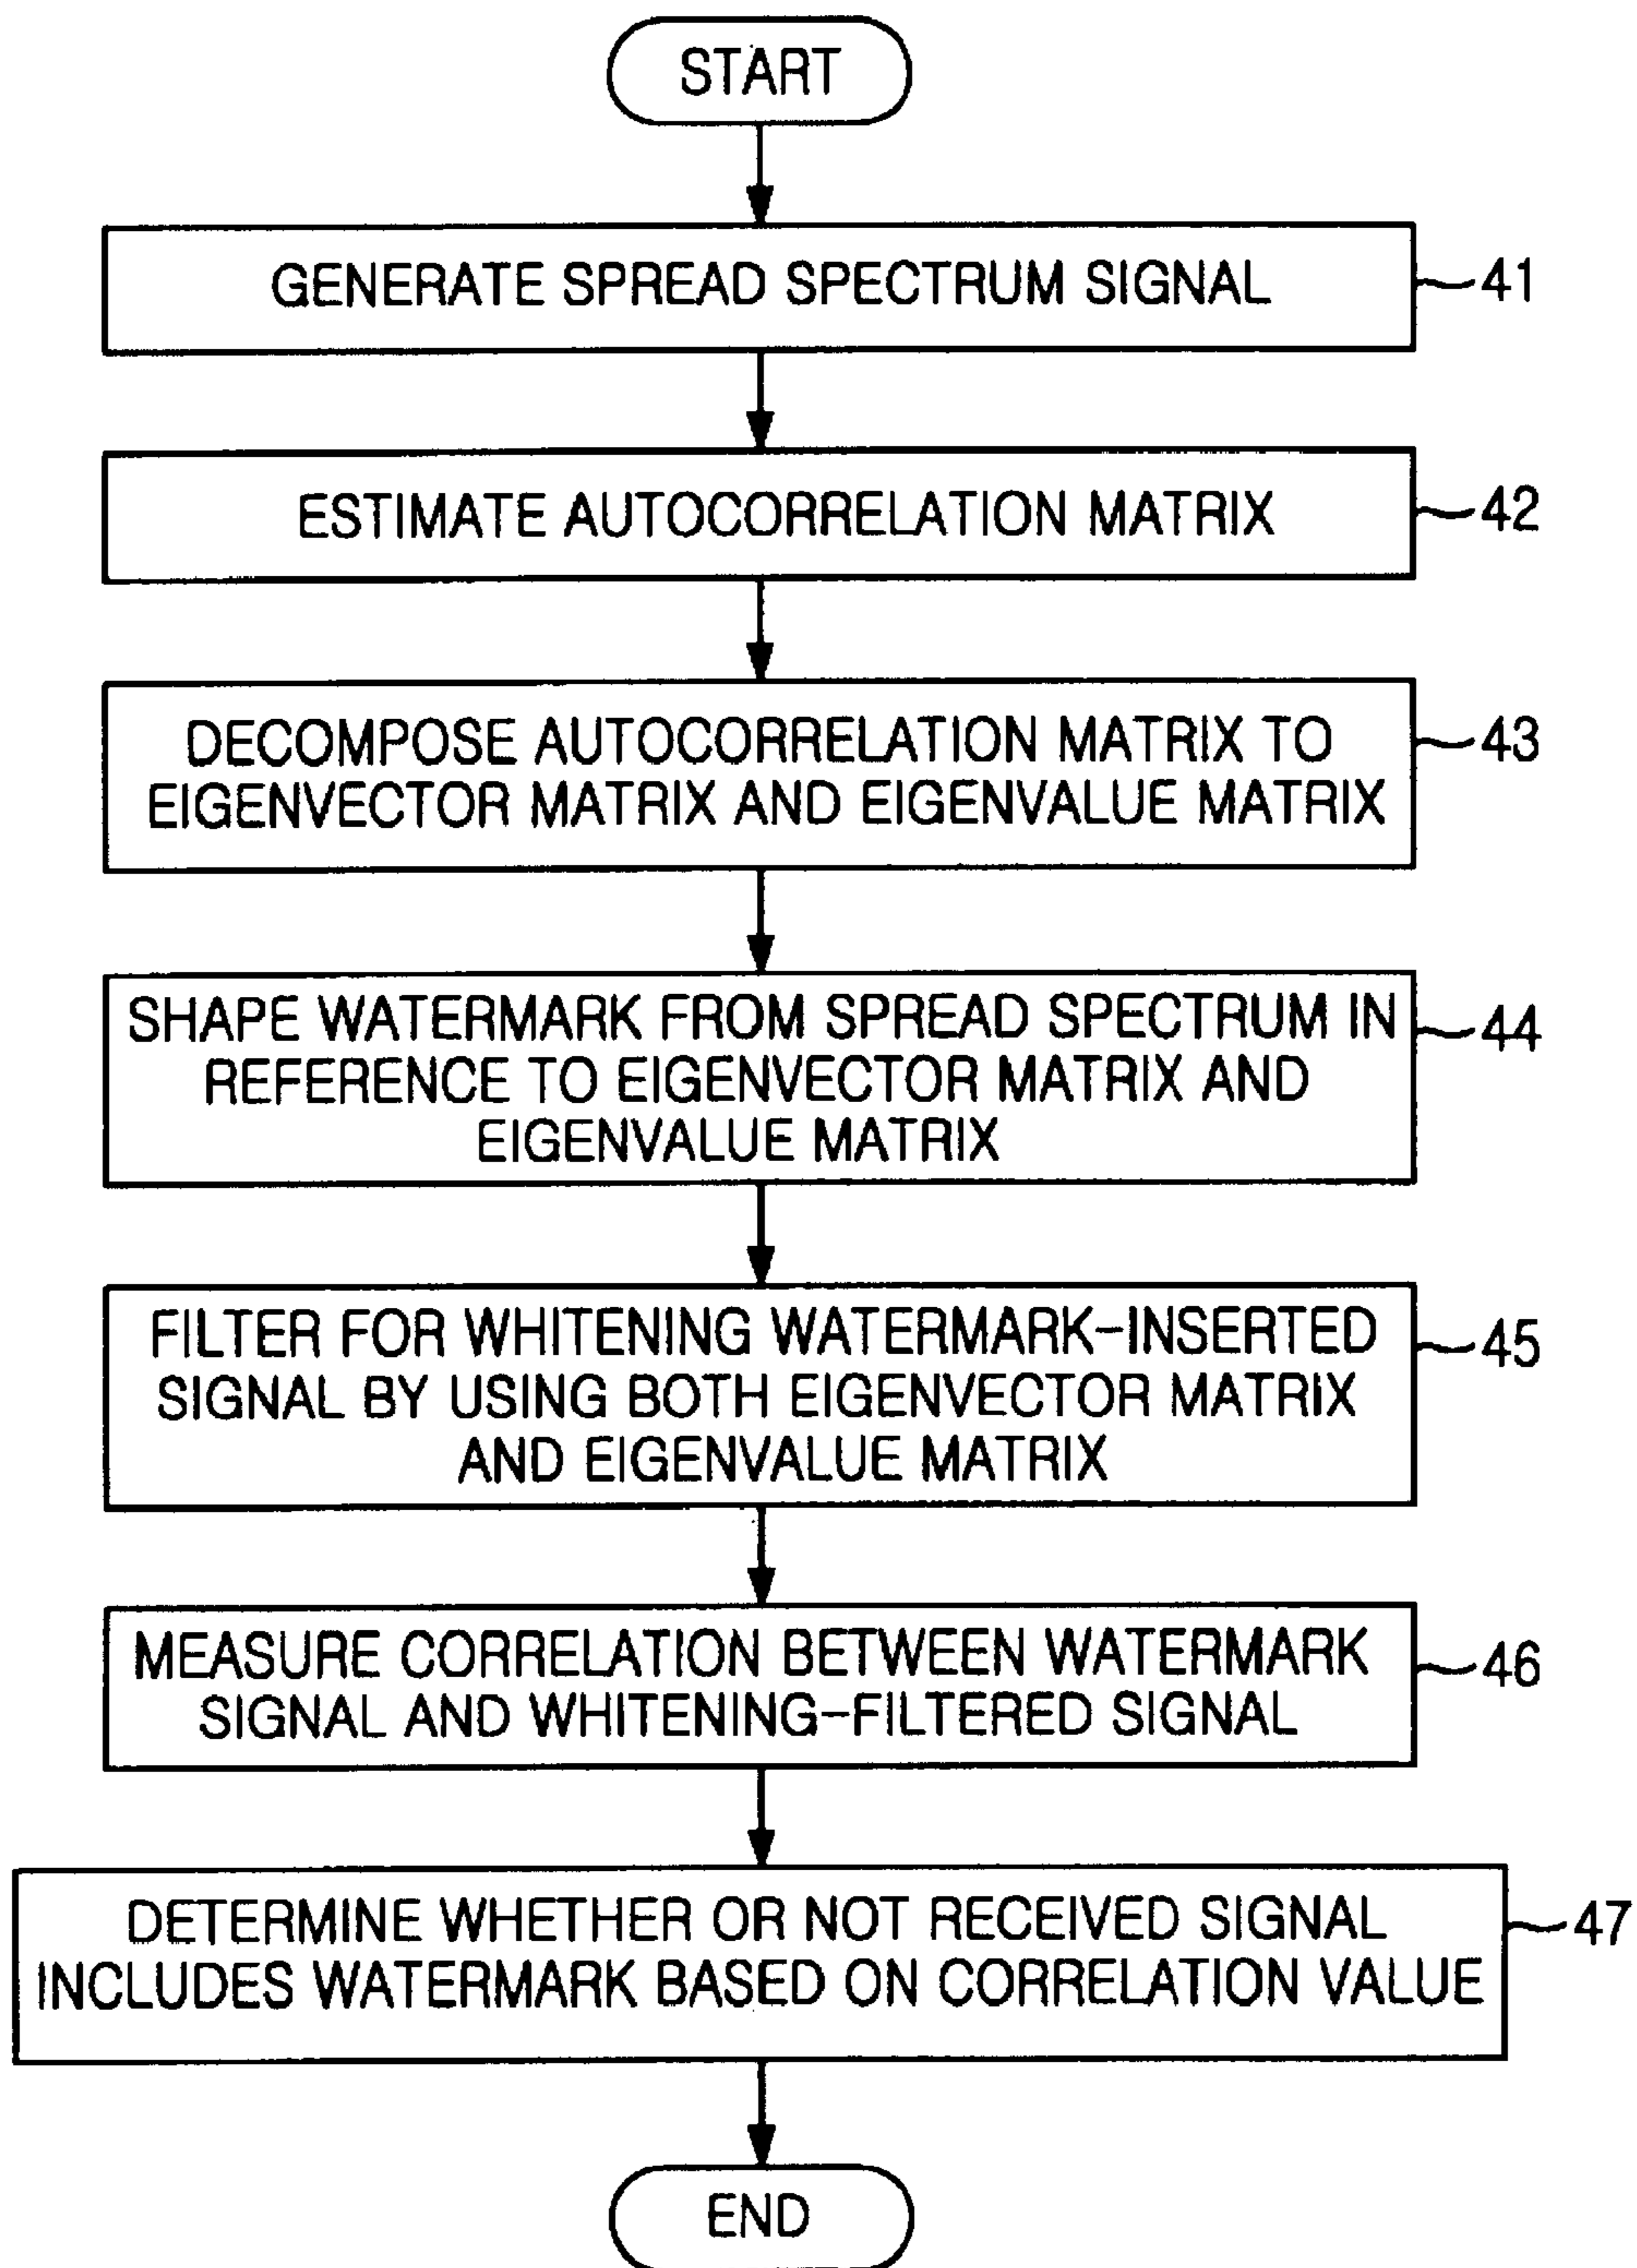 START
GENERATE SPREAD SPECTRUM SIGNAL
41
ESTIMATE AUTOCORRELATION MATRIX
42
DECOMPOSE AUTOCORRELATION MATRIX TO
EIGENVECTOR MATRIX AND EIGENVALUE MATRIX
43
SHAPE WATERMARK FROM SPREAD SPECTRUM IN
REFERENCE TO EIGENVECTOR MATRIX AND
EIGENVALUE MATRIX
44
FILTER FOR WHITENING WATERMARK-INSERTED
SIGNAL BY USING BOTH EIGENVECTOR MATRIX
AND EIGENVALUE MATRIX
45
MEASURE CORRELATION BETWEEN WATERMARK
SIGNAL AND WHITENING-FILTERED SIGNAL
46
DETERMINE WHETHER OR NOT RECEIVED SIGNAL
INCLUDES WATERMARK BASED ON CORRELATION VALUE
47
END